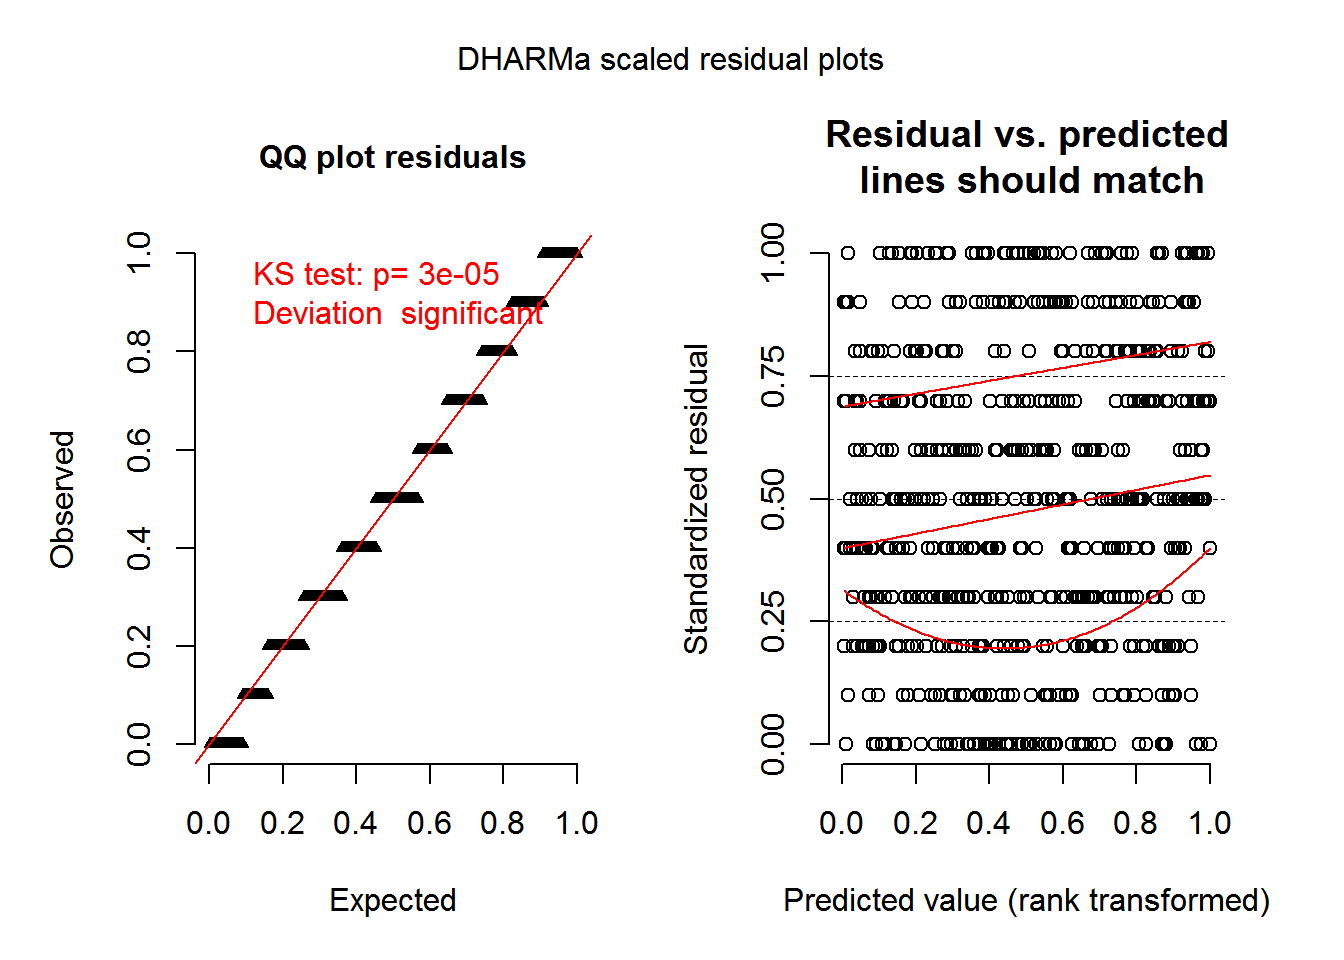 DHARMa scaled residual plots
QQ plot residuals
KS test: p= 3e-05
Deviation  significant
Observed
0.0
0.2
0.4
0.6
0.8
1.0
0.0 0.2 0.4 0.6 0.8 1.0
Expected
Residual vs. predicted
lines should match
Standardized residual
0.00
0.25
0.50
0.75
1.00
0.0 0.2 0.4 0.6 0.8 1.0
Predicted value (rank transformed)